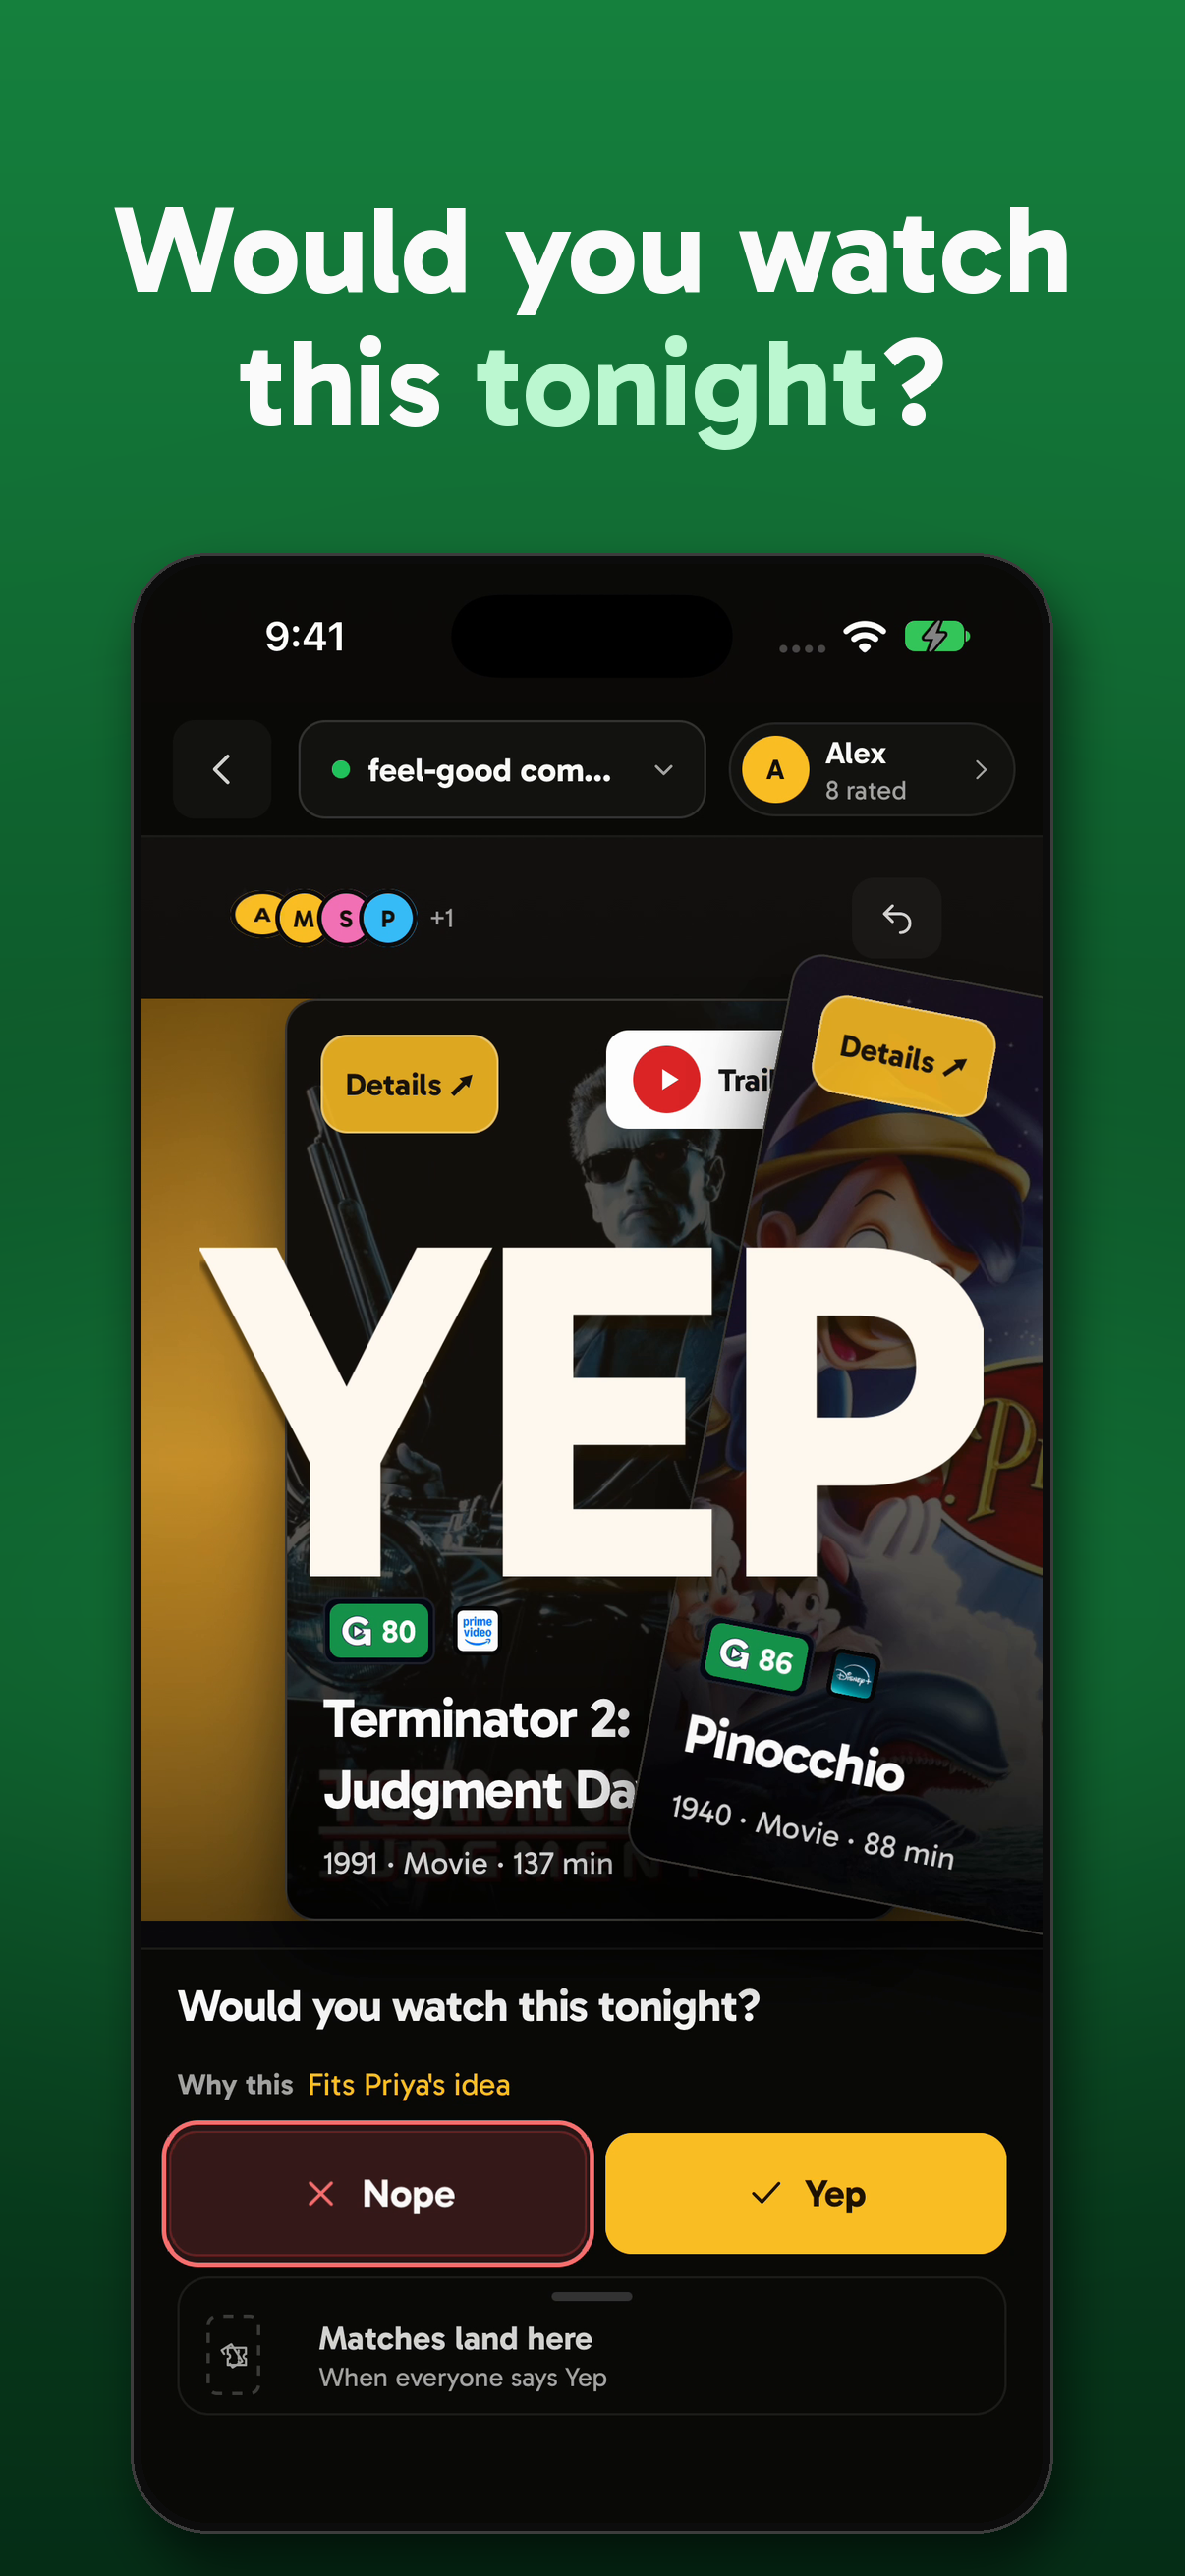 Would you watch
this tonight?
9:41
feel-good com...
A
Alex
8 rated
A M S P +1
Details
Trail
Details
YEP
G 80
prime video
G 86
Disney+
Terminator 2:
Judgment Da
1991 · Movie · 137 min
Pinocchio
1940 · Movie · 88 min
Would you watch this tonight?
Why this Fits Priya's idea
Nope
Yep
Matches land here
When everyone says Yep